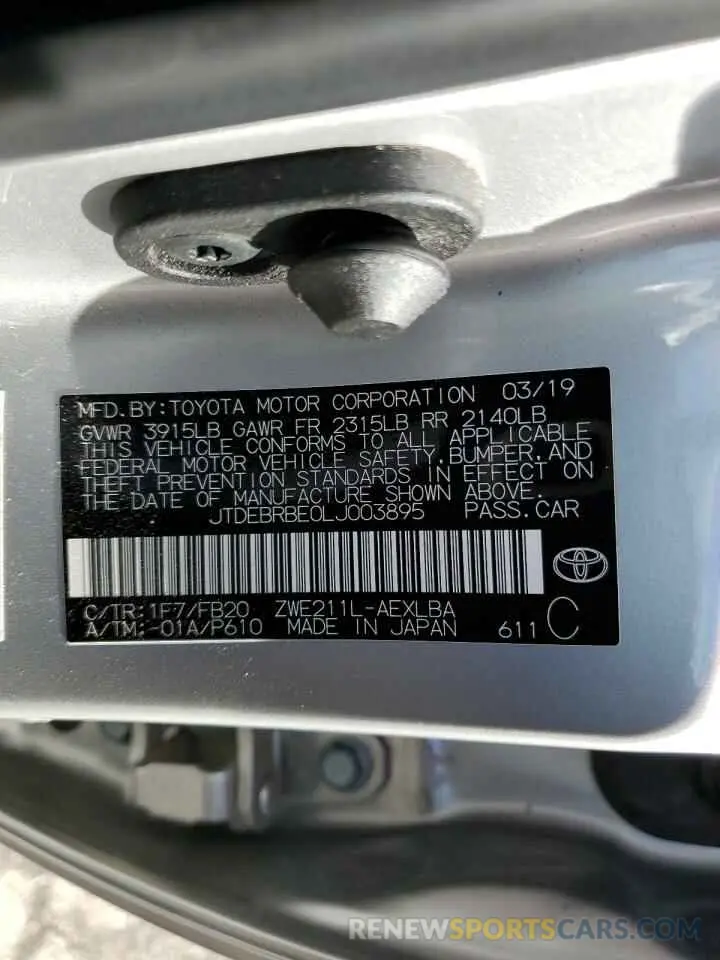 MFD. BY: TOYOTA MOTOR CORPORATION 03/19
GVWR 3915LB GAWR FR 2315LB RR 2140LB
THIS VEHICLE CONFORMS TO ALL APPLICABLE
FEDERAL MOTOR VEHICLE SAFETY, BUMPER, AND
THEFT PREVENTION STANDARDS IN EFFECT ON
THE DATE OF MANUFACTURE SHOWN ABOVE.
JTDEBRBE0LJ003895 PASS. CAR
C/TR: 1F7/FB20 ZWE211L-AEXLBA
A/TM: -01A/P610 MADE IN JAPAN 611 C
RENEWSPORTSCARS.COM